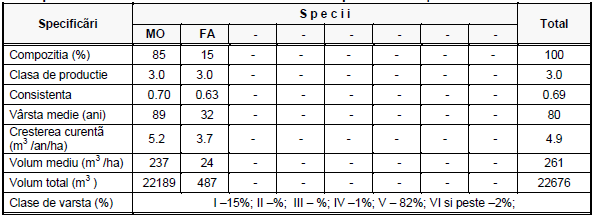 Specificări S p e c i i Total
MO FA - - - - - -
Compozitia (%) 85 15 - - - - - - 100
Clasa de productie 3.0 3.0 - - - - - - 3.0
Consistenta 0.70 0.63 - - - - - - 0.69
Vârsta medie (ani) 89 32 - - - - - - 80
Cresterea curentă
(m³ /an/ha) 5.2 3.7 - - - - - - 4.9
Volum mediu (m³ /ha) 237 24 - - - - - - 261
Volum total (m³ ) 22189 487 - - - - - - 22676
Clase de varsta (%) I –15%; II –%; III – %; IV –1%; V – 82%; VI si peste –2%;